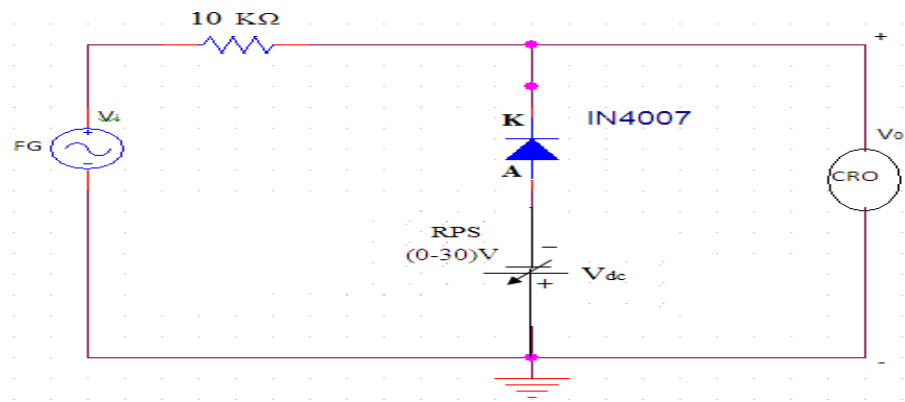 10 KΩ
+
K
IN4007
Vi
FG
+
−
Vo
A
CRO
RPS
(0-30)V
−
Vdc
+
-